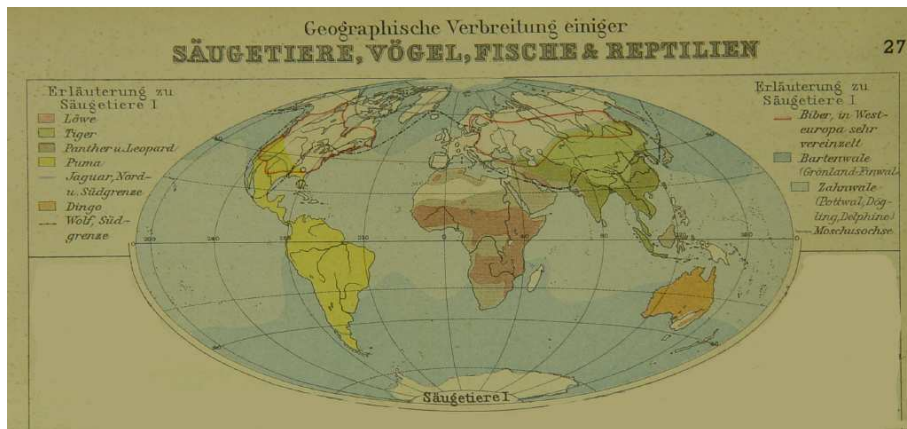 Geographische Verbreitung einiger
SÄUGETIERE, VÖGEL, FISCHE & REPTILIEN
27
Erläuterung zu
Säugetiere I
Löwe
Tiger
Panther u. Leopard
Puma
Jaguar, Nord-
u. Südgrenze
Dingo
Wolf, Süd-
grenze
Erläuterung zu
Säugetiere I
Biber, in West-
europa sehr
vereinzelt
Bartenwale
(Grönland-Finwal)
Zahnwale
(Pottwal, Dög-
ling, Delphine)
Moschusochse
Säugetiere I